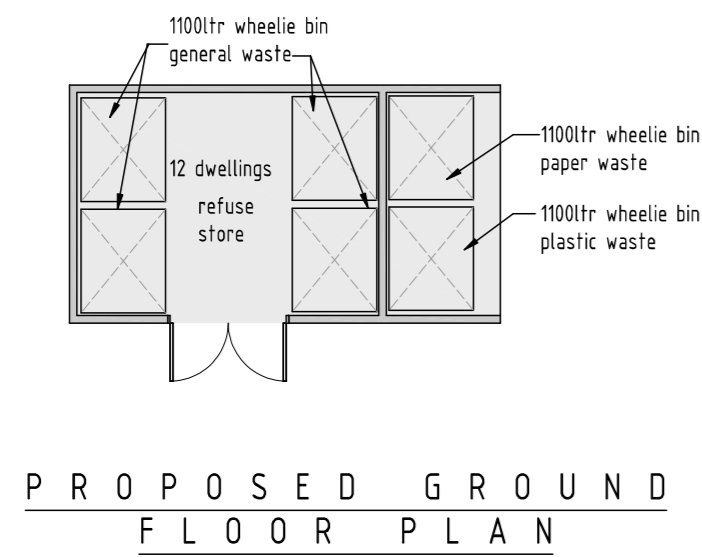 1100ltr wheelie bin
general waste
12 dwellings
refuse
store
1100ltr wheelie bin
paper waste
1100ltr wheelie bin
plastic waste
PROPOSED GROUND
FLOOR PLAN